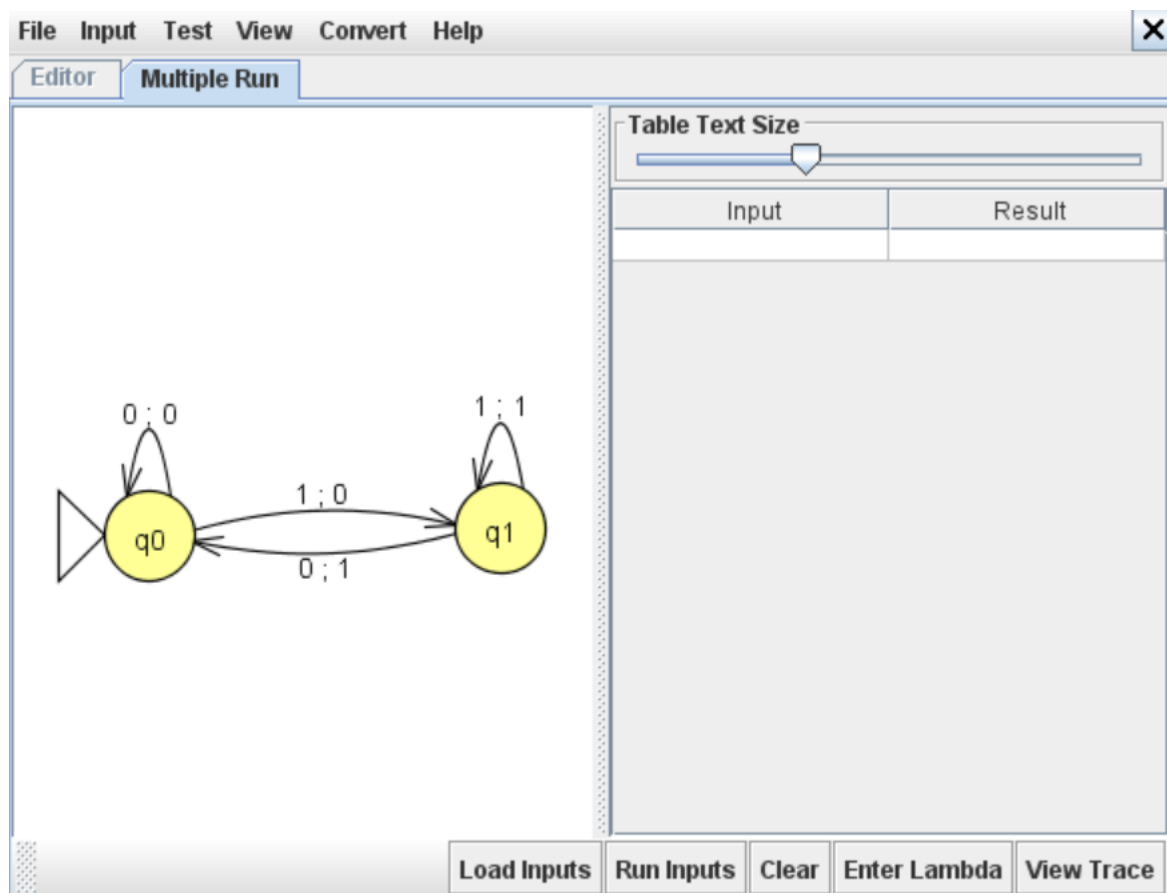 File Input Test View Convert Help
Editor Multiple Run
Table Text Size
Input Result
0 ; 0
1 ; 1
1 ; 0
q0
q1
0 ; 1
Load Inputs Run Inputs Clear Enter Lambda View Trace